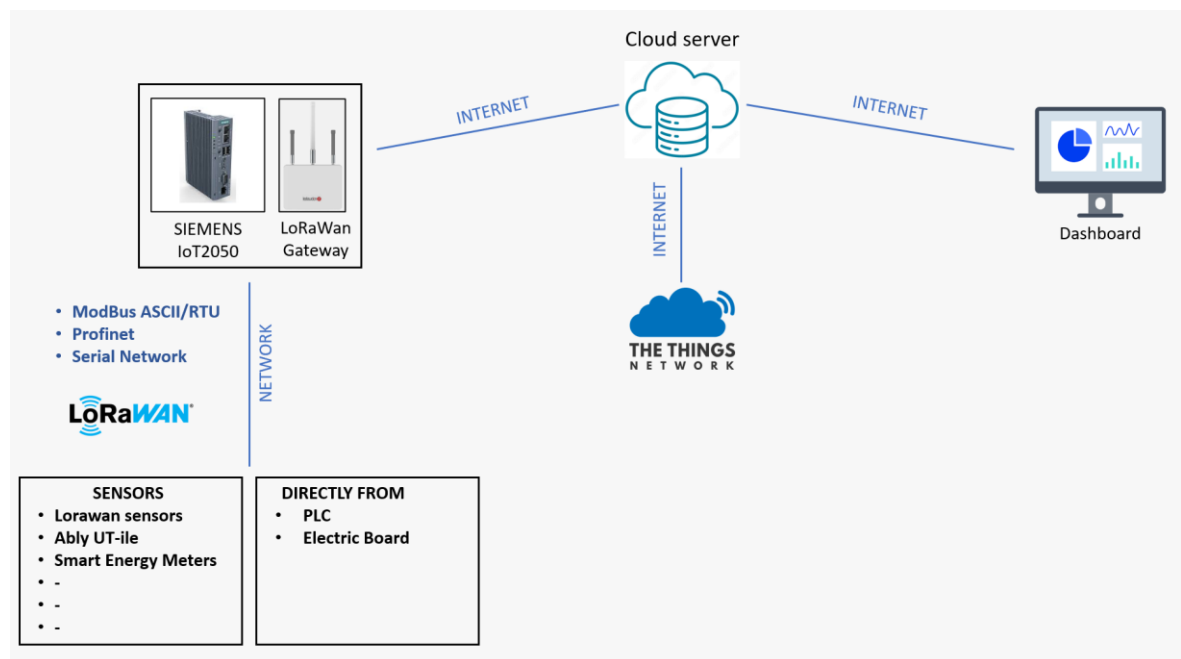 Cloud server
INTERNET
INTERNET
SIEMENS
IoT2050
LoRaWan
Gateway
INTERNET
Dashboard
THE THINGS
NETWORK
• ModBus ASCII/RTU
• Profinet
• Serial Network
NETWORK
LoRaWAN®
SENSORS
• Lorawan sensors
• Ably UT-ile
• Smart Energy Meters
• -
• -
• -
DIRECTLY FROM
• PLC
• Electric Board